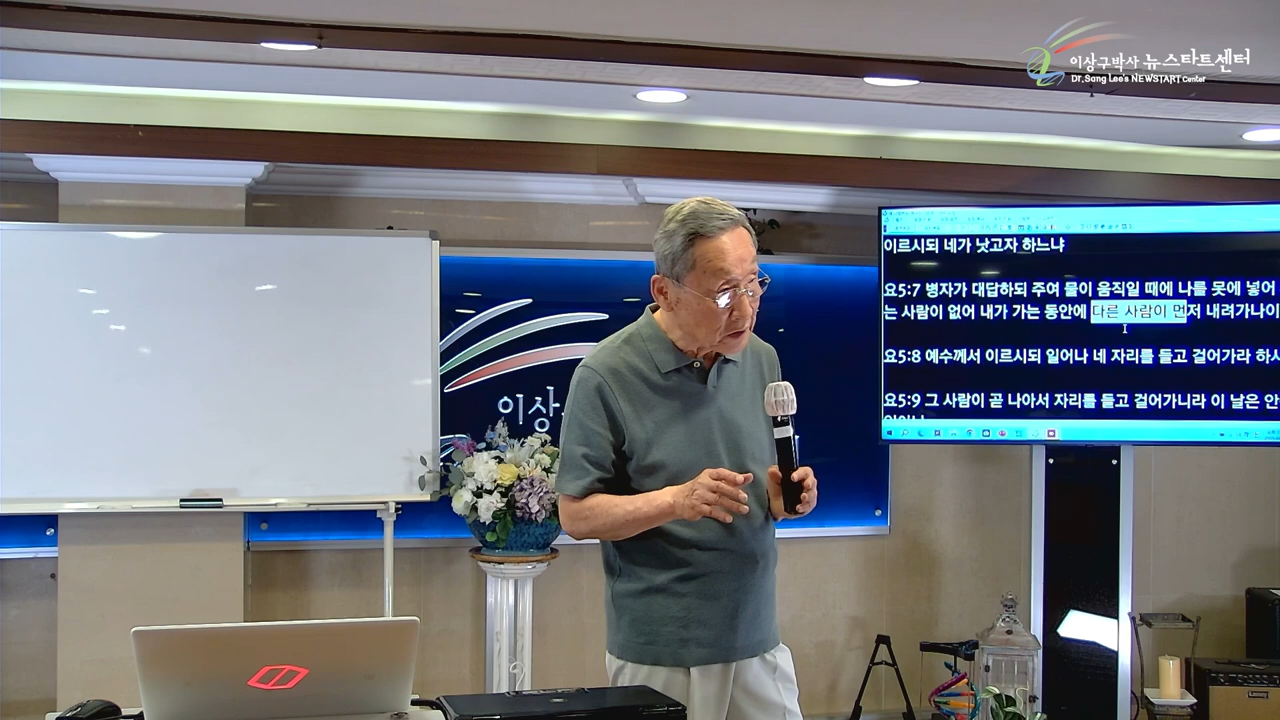 이상구박사 뉴스타트센터
Dr. Sang Lee's NEWSTART Center
이르시되 네가 낫고자 하느냐
요5:7 병자가 대답하되 주여 물이 움직일 때에 나를 못에 넣어
는 사람이 없어 내가 가는 동안에 다른 사람이 먼저 내려가나이
요5:8 예수께서 이르시되 일어나 네 자리를 들고 걸어가라 하시
요5:9 그 사람이 곧 나아서 자리를 들고 걸어가니라 이 날은 안
이상
Laney